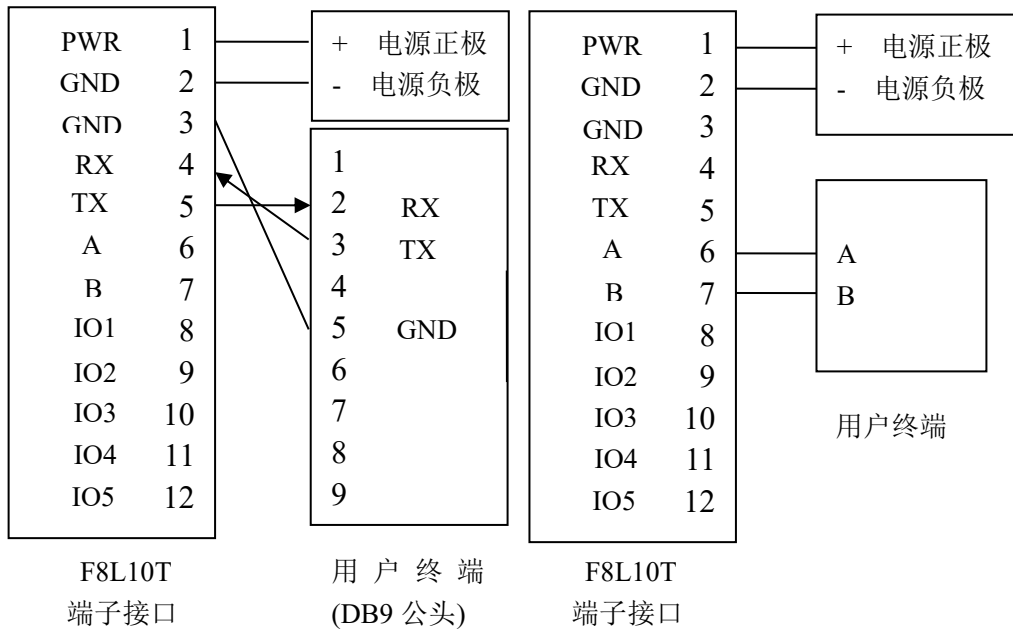 PWR 1
GND 2
GND 3
RX 4
TX 5
A 6
B 7
IO1 8
IO2 9
IO3 10
IO4 11
IO5 12
F8L10T
端子接口
+ 电源正极
- 电源负极
1
2 RX
3 TX
4
5 GND
6
7
8
9
用户终端
(DB9 公头)
PWR 1
GND 2
GND 3
RX 4
TX 5
A 6
B 7
IO1 8
IO2 9
IO3 10
IO4 11
IO5 12
F8L10T
端子接口
+ 电源正极
- 电源负极
A
B
用户终端